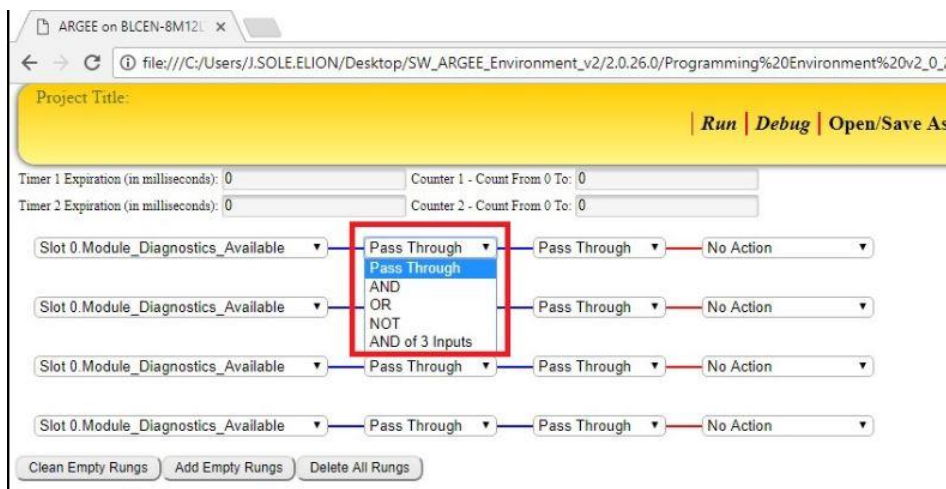 ARGEE on BLCEN-8M12L ×
file:///C:/Users/J.SOLE.ELION/Desktop/SW_ARGEE_Environment_v2/2.0.26.0/Programming%20Environment%20v2_0_2
Project Title:
Run | Debug | Open/Save As
Timer 1 Expiration (in milliseconds): 0 Counter 1 - Count From 0 To: 0
Timer 2 Expiration (in milliseconds): 0 Counter 2 - Count From 0 To: 0
Slot 0.Module_Diagnostics_Available Pass Through Pass Through No Action
Pass Through
AND
Slot 0.Module_Diagnostics_Available OR Pass Through No Action
NOT
AND of 3 Inputs
Slot 0.Module_Diagnostics_Available Pass Through Pass Through No Action
Slot 0.Module_Diagnostics_Available Pass Through Pass Through No Action
Clean Empty Rungs Add Empty Rungs Delete All Rungs